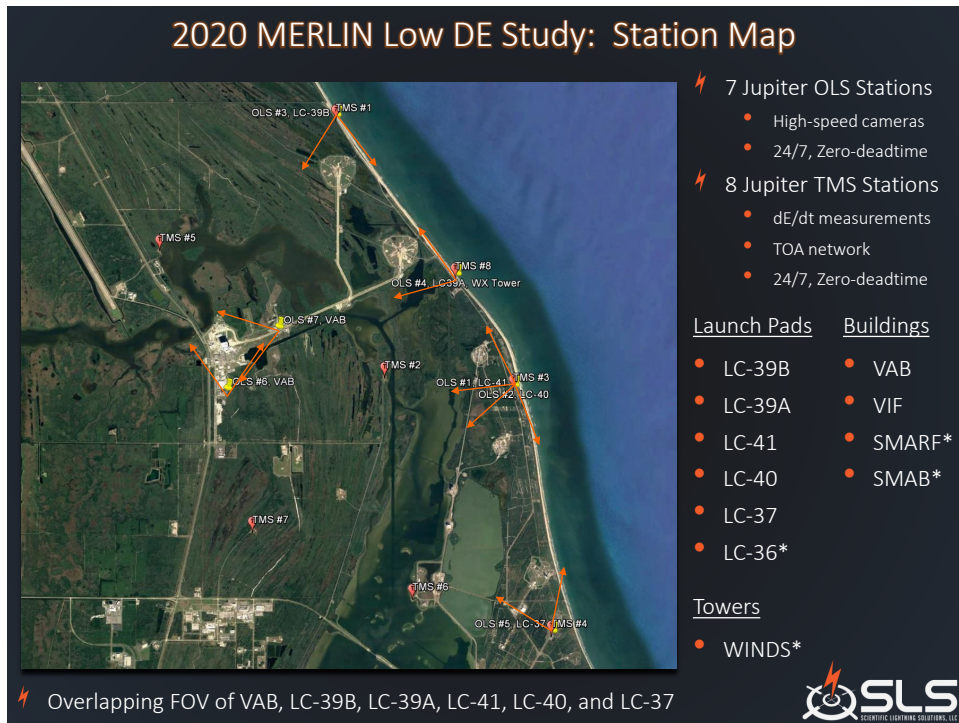 2020 MERLIN Low DE Study:  Station Map
OLS #3, LC-39B
TMS #1
TMS #5
TMS #8
OLS #4, LC39A, WX Tower
OLS #7, VAB
TMS #2
OLS #1, LC-41
TMS #3
OLS #2, LC-40
OLS #6, VAB
TMS #7
TMS #6
OLS #5, LC-37
TMS #4
7 Jupiter OLS Stations
High-speed cameras
24/7, Zero-deadtime
8 Jupiter TMS Stations
dE/dt measurements
TOA network
24/7, Zero-deadtime
Launch Pads
LC-39B
LC-39A
LC-41
LC-40
LC-37
LC-36*
Buildings
VAB
VIF
SMARF*
SMAB*
Towers
WINDS*
Overlapping FOV of VAB, LC-39B, LC-39A, LC-41, LC-40, and LC-37
SLS
SCIENTIFIC LIGHTNING SOLUTIONS, LLC